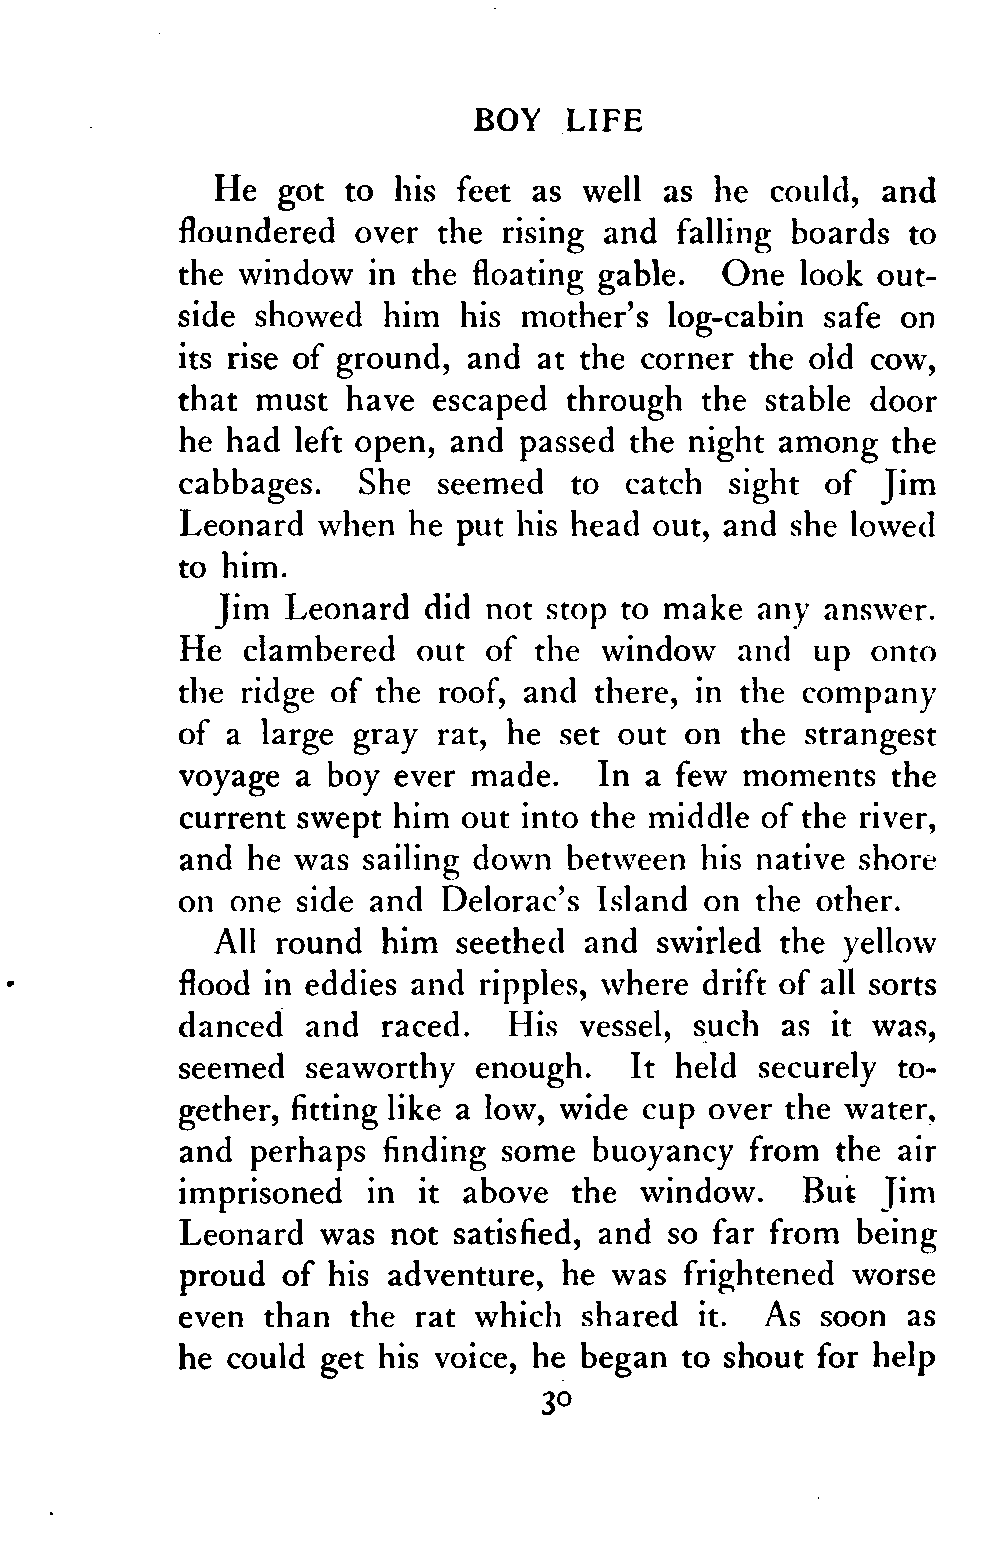 BOY LIFE
He got to his feet as well as he could, and
floundered over the rising and falling boards to
the window in the floating gable. One look out-
side showed him his mother's log-cabin safe on
its rise of ground, and at the corner the old cow,
that must have escaped through the stable door
he had left open, and passed the night among the
cabbages. She seemed to catch sight of Jim
Leonard when he put his head out, and she lowed
to him.
Jim Leonard did not stop to make any answer.
He clambered out of the window and up onto
the ridge of the roof, and there, in the company
of a large gray rat, he set out on the strangest
voyage a boy ever made. In a few moments the
current swept him out into the middle of the river,
and he was sailing down between his native shore
on one side and Delorac's Island on the other.
All round him seethed and swirled the yellow
flood in eddies and ripples, where drift of all sorts
danced and raced. His vessel, such as it was,
seemed seaworthy enough. It held securely to-
gether, fitting like a low, wide cup over the water,
and perhaps finding some buoyancy from the air
imprisoned in it above the window. But Jim
Leonard was not satisfied, and so far from being
proud of his adventure, he was frightened worse
even than the rat which shared it. As soon as
he could get his voice, he began to shout for help
30